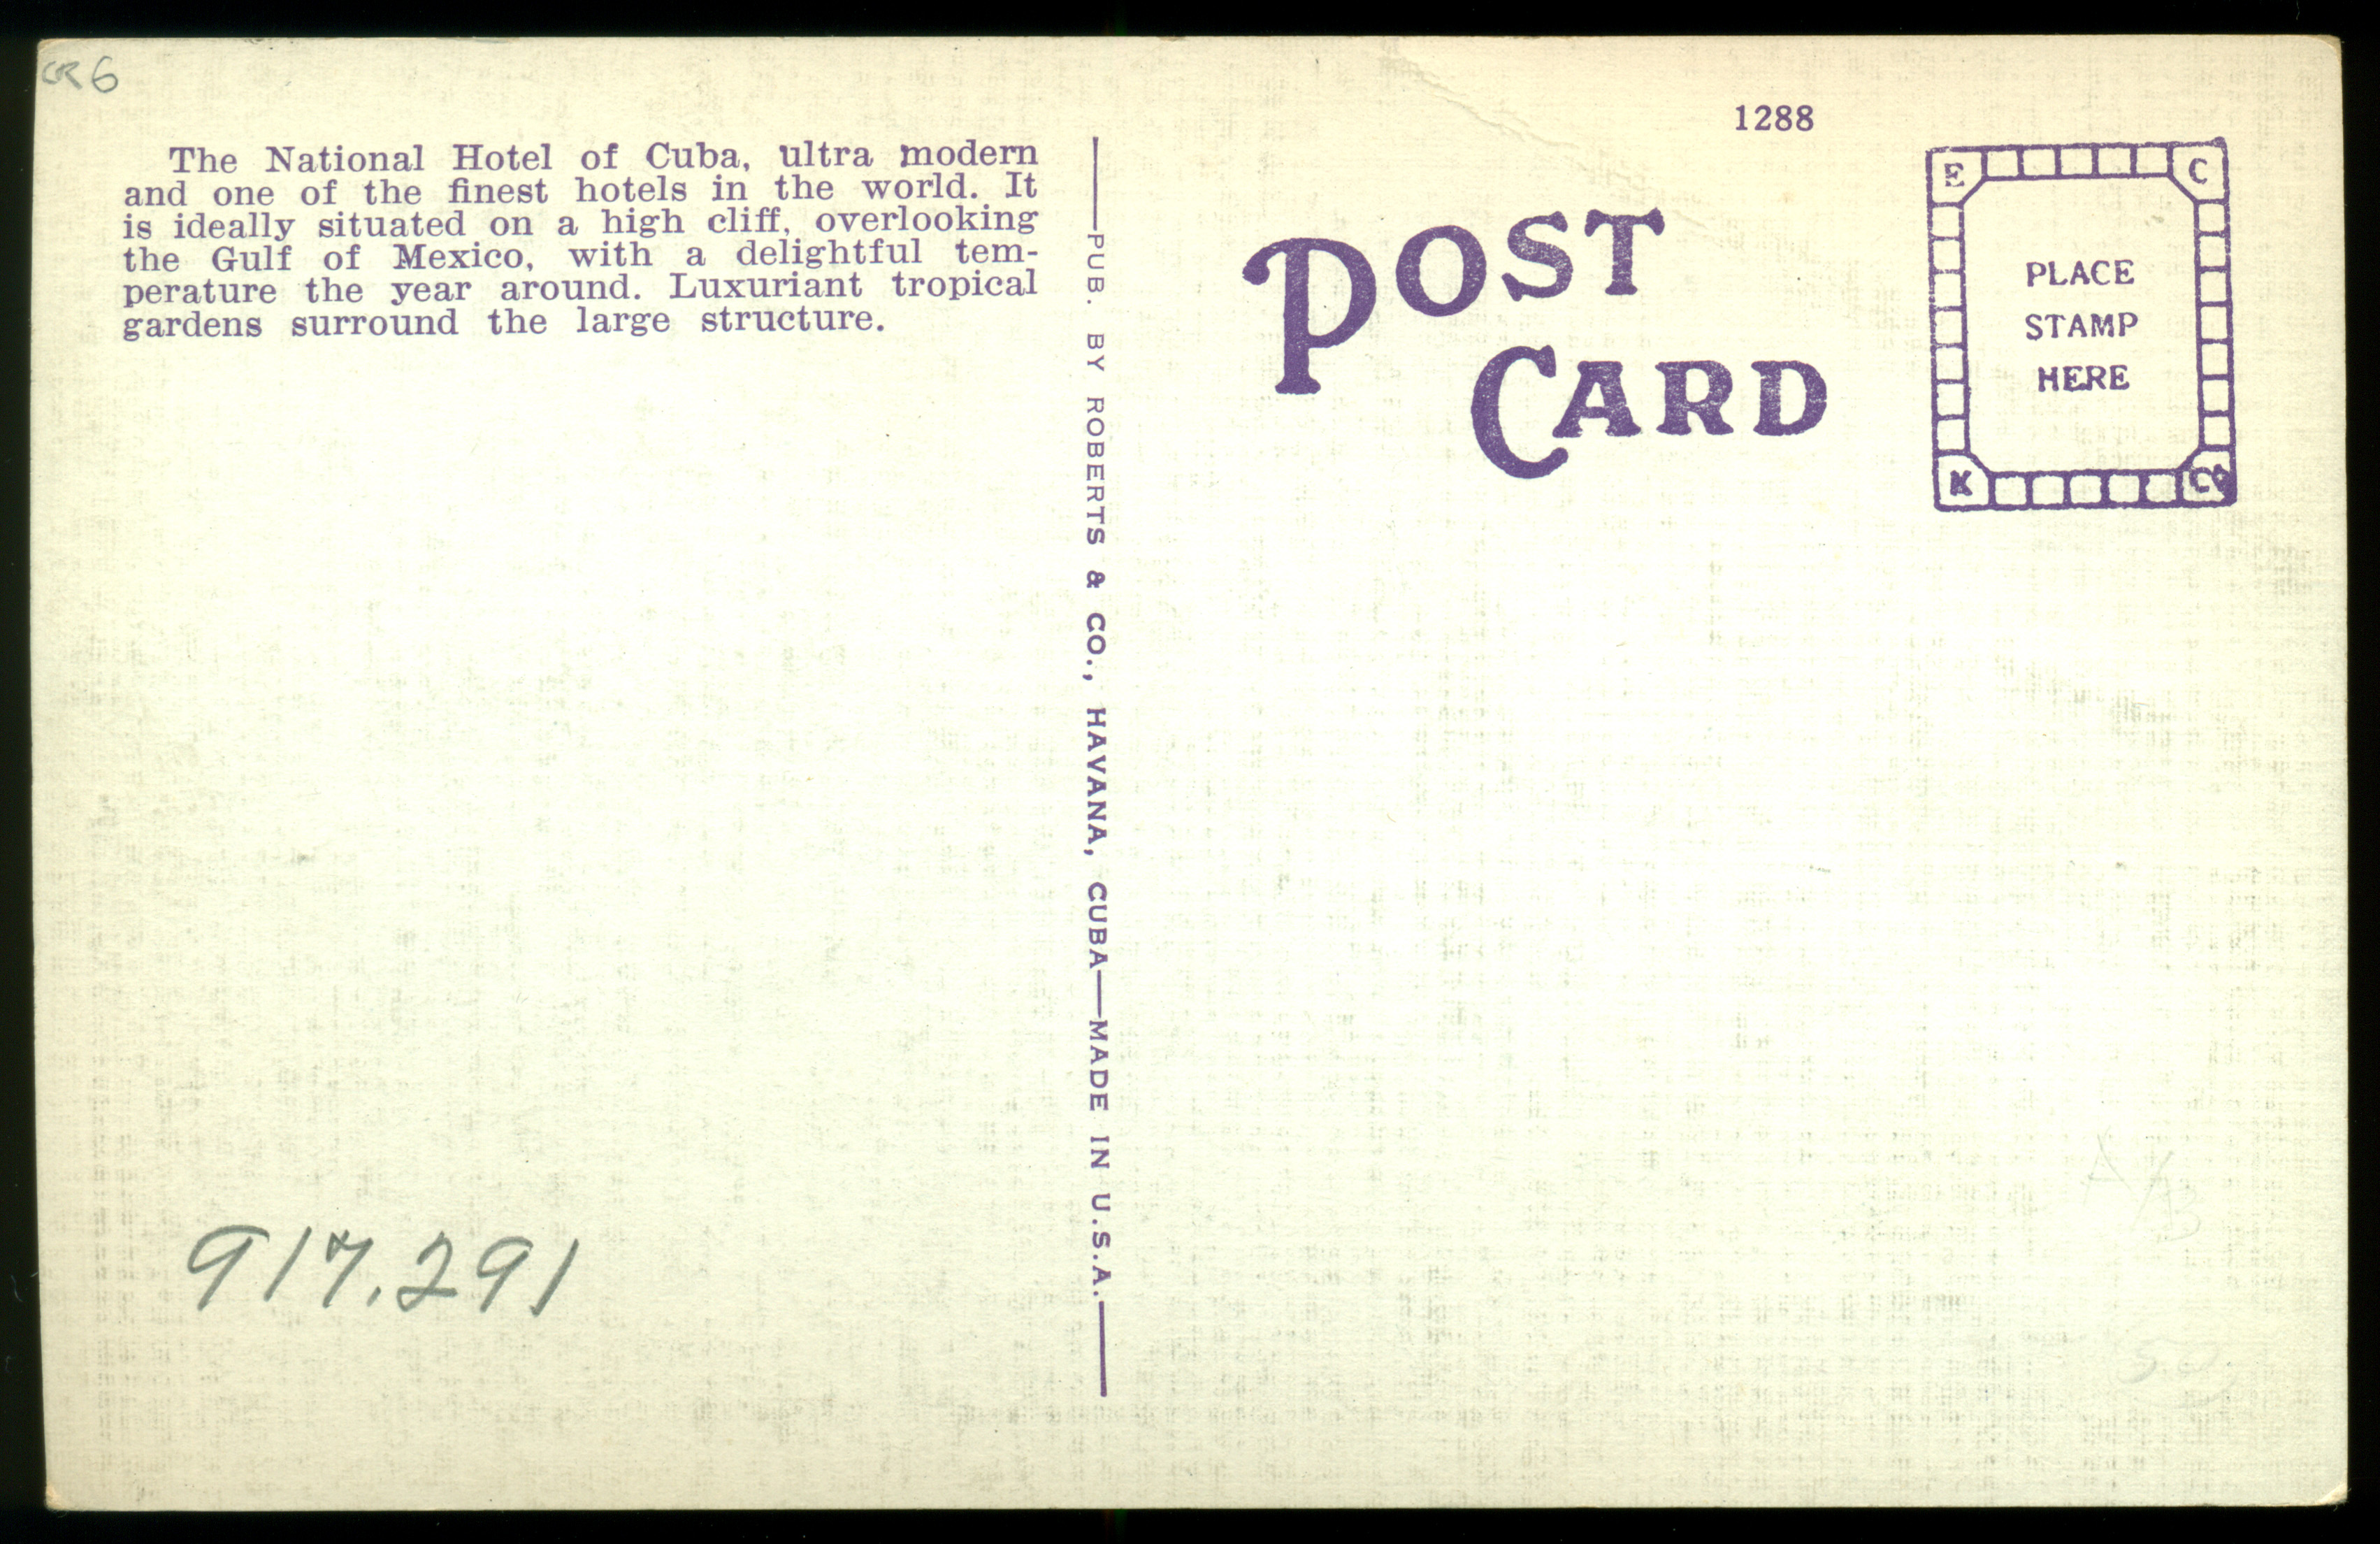 CR6
The National Hotel of Cuba, ultra modern
and one of the finest hotels in the world. It
is ideally situated on a high cliff, overlooking
the Gulf of Mexico, with a delightful tem-
perature the year around. Luxuriant tropical
gardens surround the large structure.
917.291
PUB. BY ROBERTS & CO., HAVANA, CUBA—MADE IN U.S.A.
1288
POST
CARD
E C
PLACE
STAMP
HERE
K Co
A/B